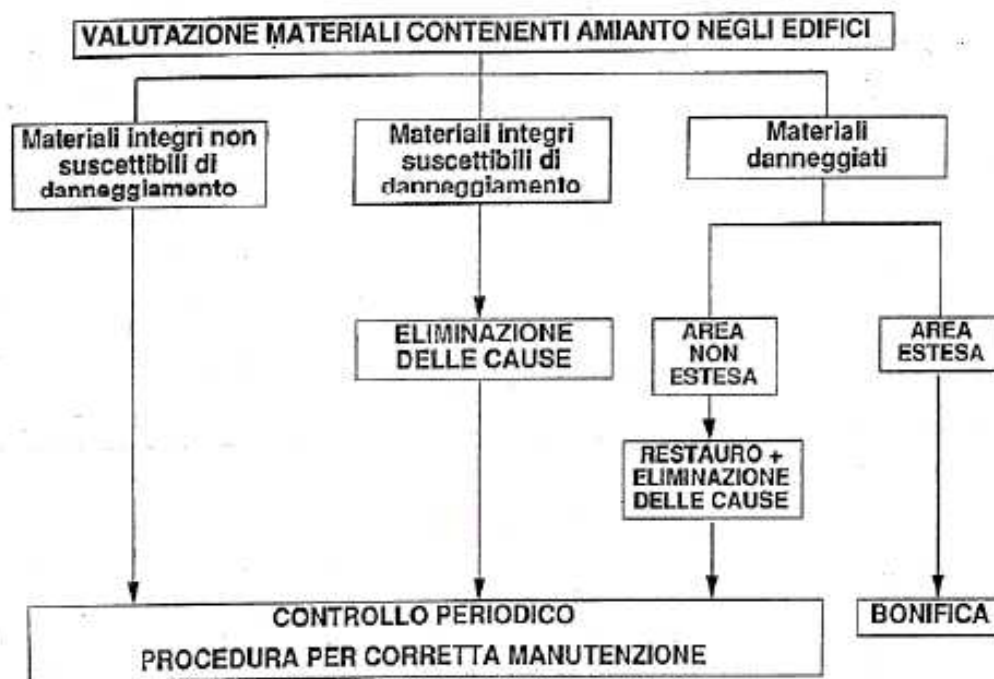 VALUTAZIONE MATERIALI CONTENENTI AMIANTO NEGLI EDIFICI
Materiali integri non
suscettibili di
danneggiamento
Materiali integri
suscettibili di
danneggiamento
Materiali
danneggiati
ELIMINAZIONE
DELLE CAUSE
AREA
NON
ESTESA
AREA
ESTESA
RESTAURO +
ELIMINAZIONE
DELLE CAUSE
CONTROLLO PERIODICO
PROCEDURA PER CORRETTA MANUTENZIONE
BONIFICA